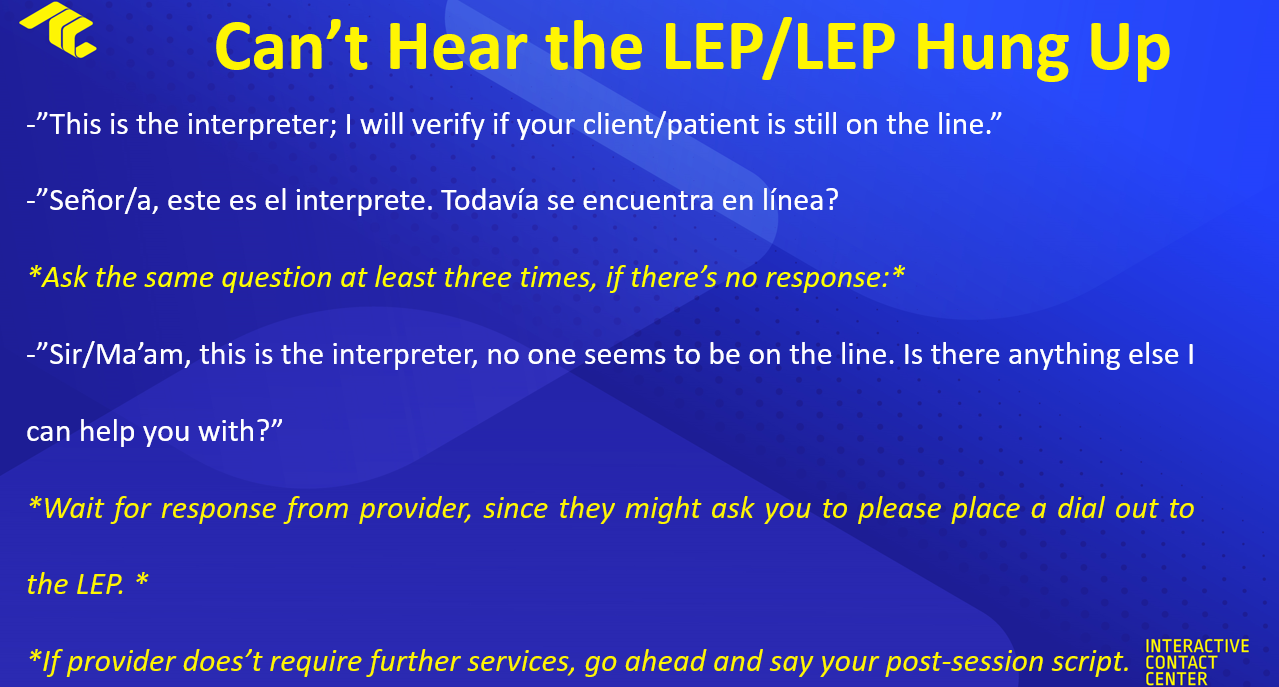 Can't Hear the LEP/LEP Hung Up
-”This is the interpreter; I will verify if your client/patient is still on the line.”
-”Señor/a, este es el interprete. Todavía se encuentra en línea?
*Ask the same question at least three times, if there’s no response:*
-”Sir/Ma’am, this is the interpreter, no one seems to be on the line. Is there anything else I
can help you with?”
*Wait for response from provider, since they might ask you to please place a dial out to
the LEP. *
*If provider does’t require further services, go ahead and say your post-session script.
INTERACTIVE
CONTACT
CENTER